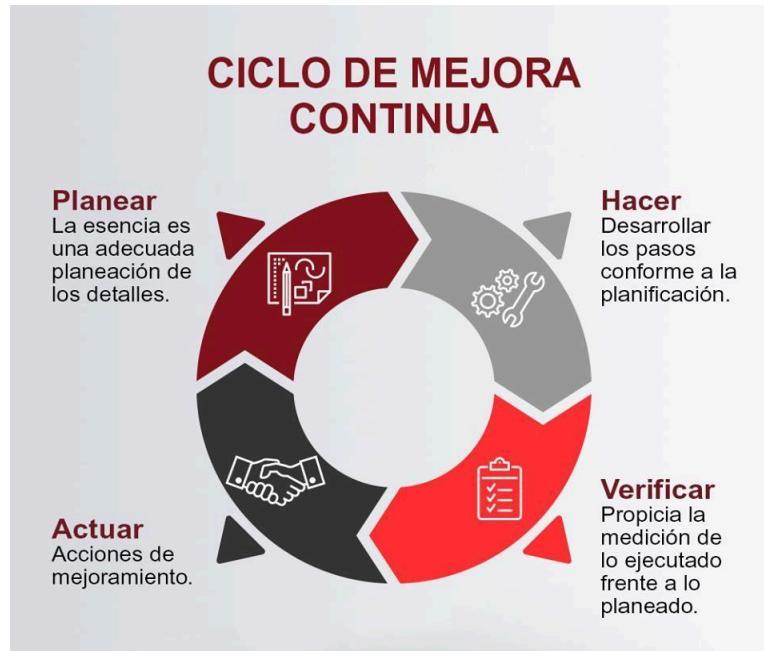 CICLO DE MEJORA
CONTINUA
Planear
La esencia es
una adecuada
planeación de
los detalles.
Hacer
Desarrollar
los pasos
conforme a la
planificación.
Verificar
Propicia la
medición de
lo ejecutado
frente a lo
planeado.
Actuar
Acciones de
mejoramiento.